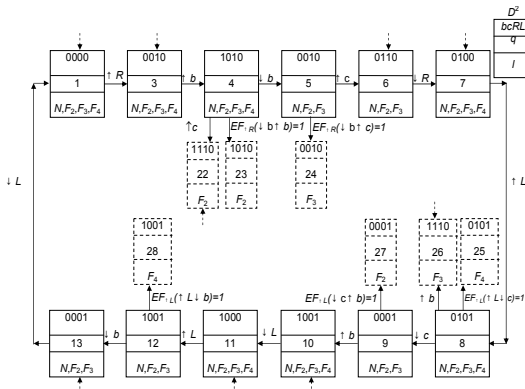 D²
0000 0010 1010 0010 0110 0100 bcRL
q
1 ↑ R 3 ↑ b 4 ↓ b 5 ↑ c 6 ↓ R 7 l
N,F₂,F₃,F₄ N,F₂,F₃,F₄ N,F₂,F₃,F₄ N,F₂,F₃ N,F₂,F₃ N,F₂,F₃,F₄
↑c EF↑R(↓ b↑ b)=1 EF↑R(↓ b↑ c)=1
1110 1010 0010
22 23 24
F₂ F₂ F₃
↓ L ↑ L
1001 0001 1110 0101
28 27 26 25
F₄ F₂ F₃ F₄
EF↑L(↑ L↓ b)=1 EF↑L(↓ c↑ b)=1 ↑ b EF↑L(↑ L↓ c)=1
0001 1001 1000 1001 0001 0101
13 ↓ b 12 ↑ L 11 ↓ L 10 ↑ b 9 ↓ c 8
N,F₂,F₃ N,F₂,F₃ N,F₂,F₃,F₄ N,F₂,F₃,F₄ N,F₂,F₃ N,F₂,F₃,F₄